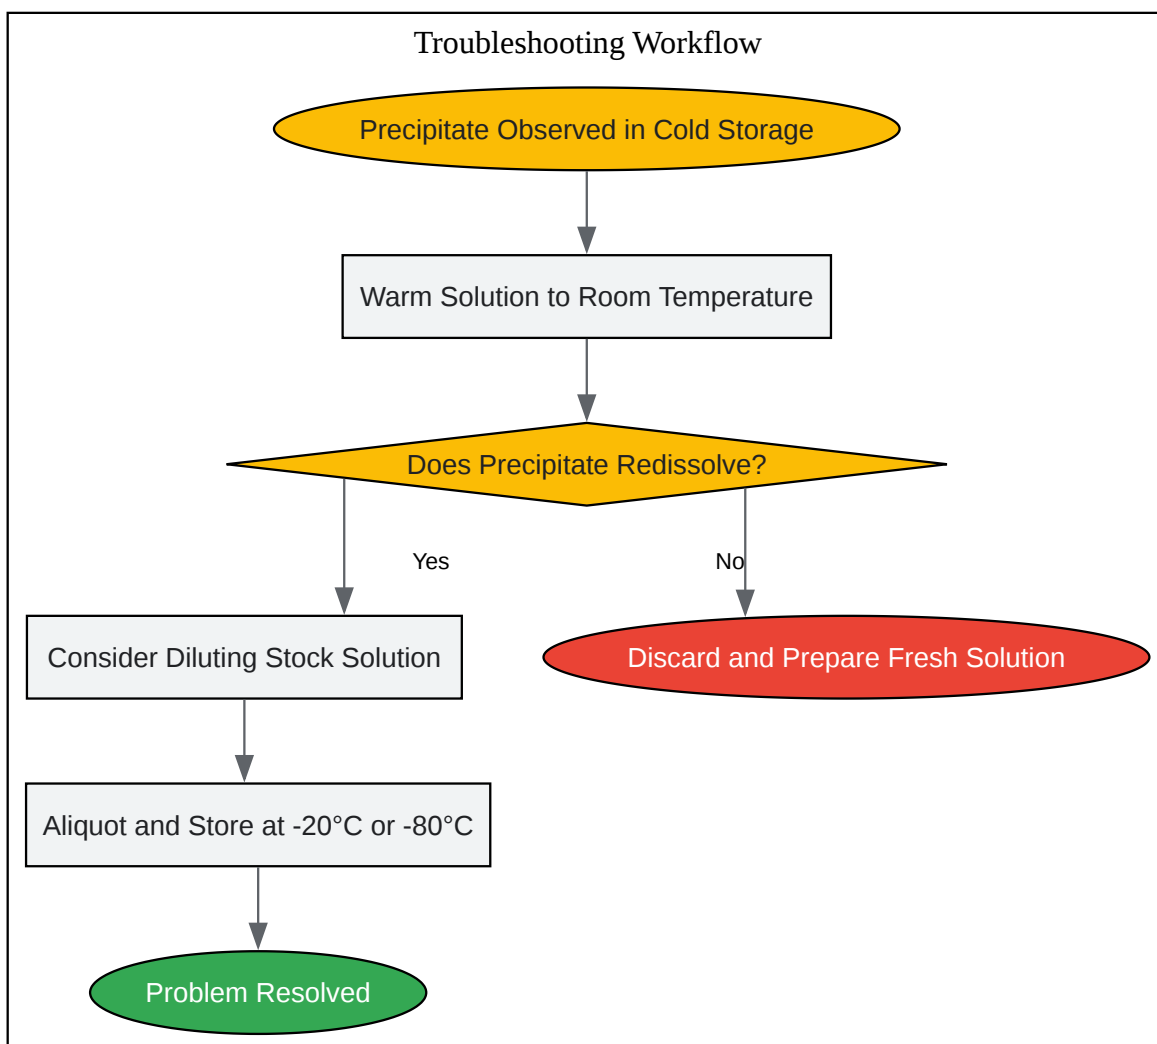 Troubleshooting Workflow
Precipitate Observed in Cold Storage
Warm Solution to Room Temperature
Does Precipitate Redissolve?
Yes
No
Consider Diluting Stock Solution
Discard and Prepare Fresh Solution
Aliquot and Store at -20°C or -80°C
Problem Resolved